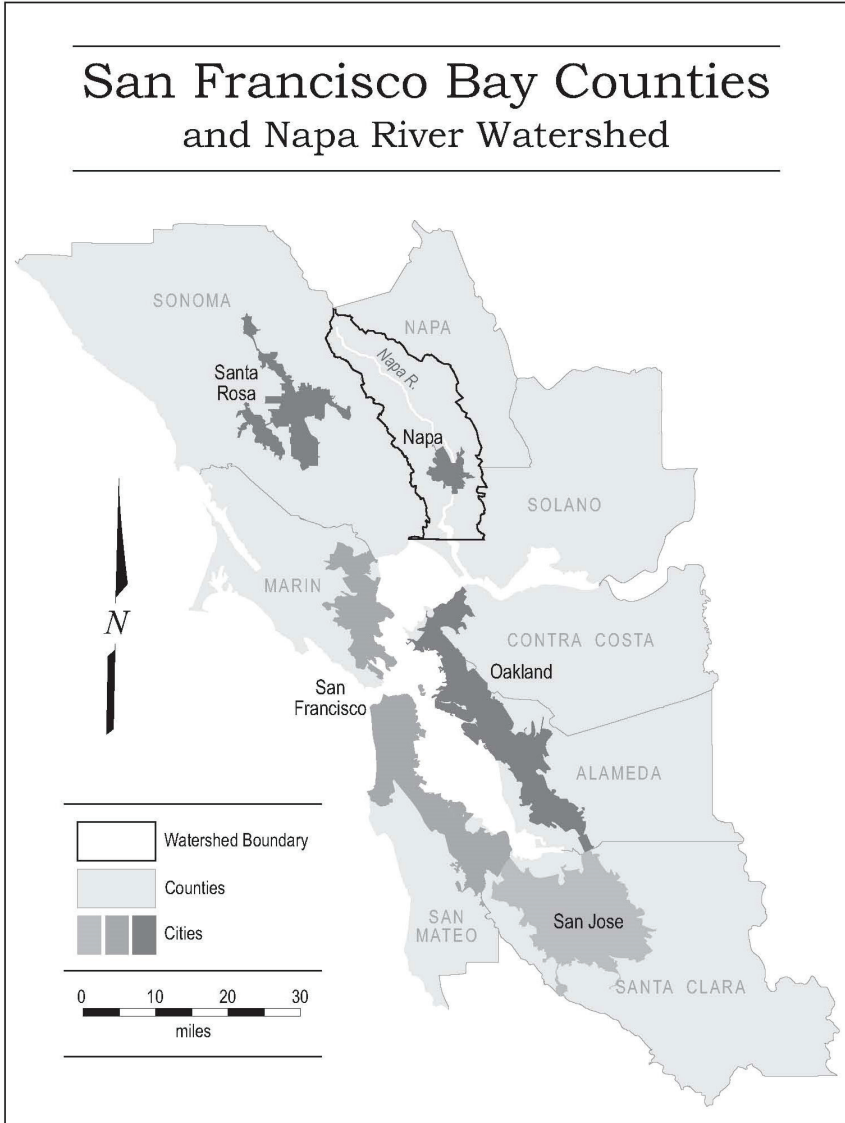 San Francisco Bay Counties
and Napa River Watershed
SONOMA
NAPA
Napa R.
Santa
Rosa
Napa
SOLANO
MARIN
N
CONTRA COSTA
Oakland
San
Francisco
ALAMEDA
Watershed Boundary
Counties
Cities
SAN
MATEO
San Jose
SANTA CLARA
0 10 20 30
miles